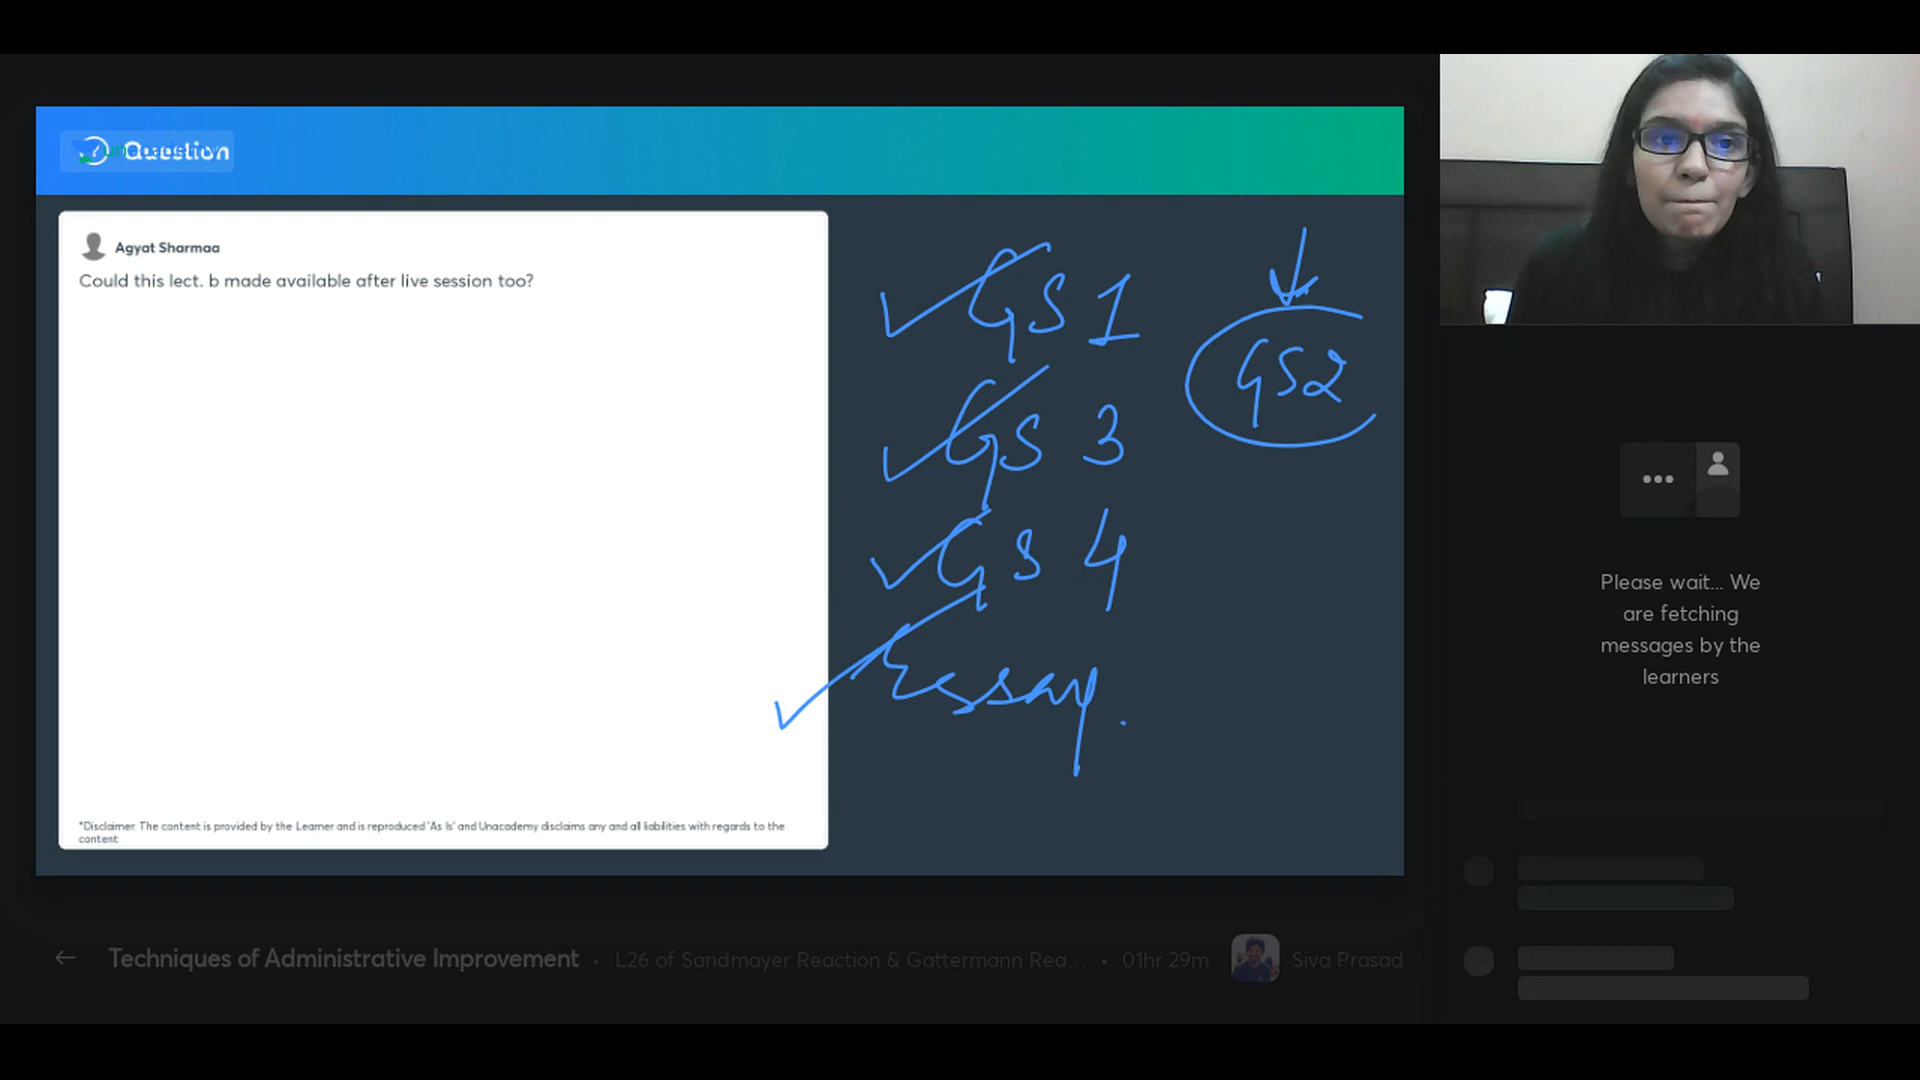 Question
Agyat Sharmaa
Could this lect. b made available after live session too?
*Disclaimer: The content is provided by the Learner and is reproduced 'As Is' and Unacademy disclaims any and all liabilities with regards to the
content
GS 1
GS2
GS 3
GS 4
Essay.
Please wait... We
are fetching
messages by the
learners
Techniques of Administrative Improvement • L26 of Sandmayer Reaction & Gattermann Rea... • 01hr 29m Siva Prasad